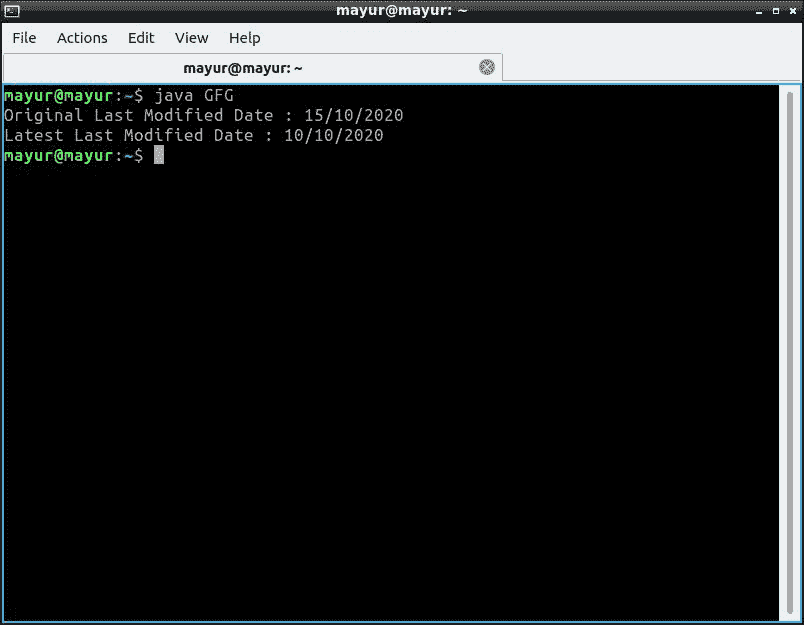 mayur@mayur: ~
File Actions Edit View Help
mayur@mayur: ~
mayur@mayur:~$ java GFG
Original Last Modified Date : 15/10/2020
Latest Last Modified Date : 10/10/2020
mayur@mayur:~$